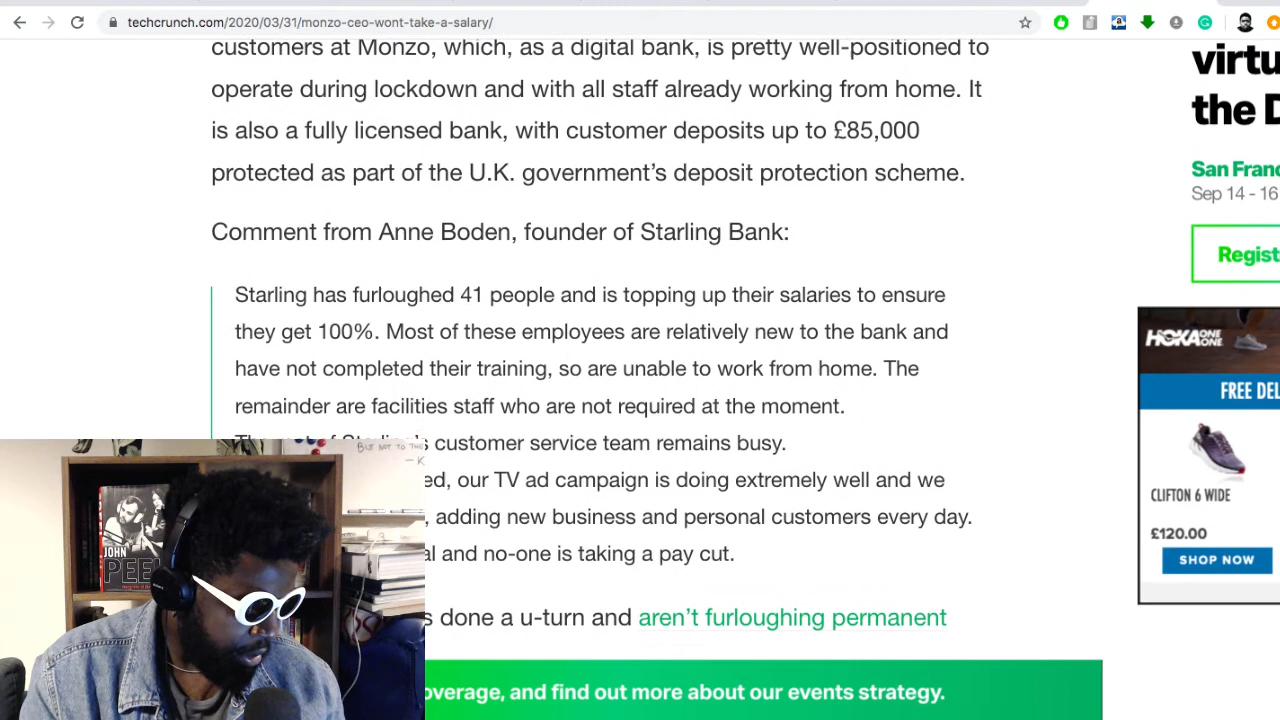 techcrunch.com/2020/03/31/monzo-ceo-wont-take-a-salary/
customers at Monzo, which, as a digital bank, is pretty well-positioned to
operate during lockdown and with all staff already working from home. It
is also a fully licensed bank, with customer deposits up to £85,000
protected as part of the U.K. government's deposit protection scheme.
Comment from Anne Boden, founder of Starling Bank:
Starling has furloughed 41 people and is topping up their salaries to ensure
they get 100%. Most of these employees are relatively new to the bank and
have not completed their training, so are unable to work from home. The
remainder are facilities staff who are not required at the moment.
customer service team remains busy.
ed, our TV ad campaign is doing extremely well and we
, adding new business and personal customers every day.
al and no-one is taking a pay cut.
s done a u-turn and aren't furloughing permanent
overage, and find out more about our events strategy.
virtu
the D
San Franc
Sep 14 - 16
Regist
HOKA ONE ONE
FREE DEL
CLIFTON 6 WIDE
£120.00
SHOP NOW
BUT NOT TO THE
- K
JOHN
PEEL